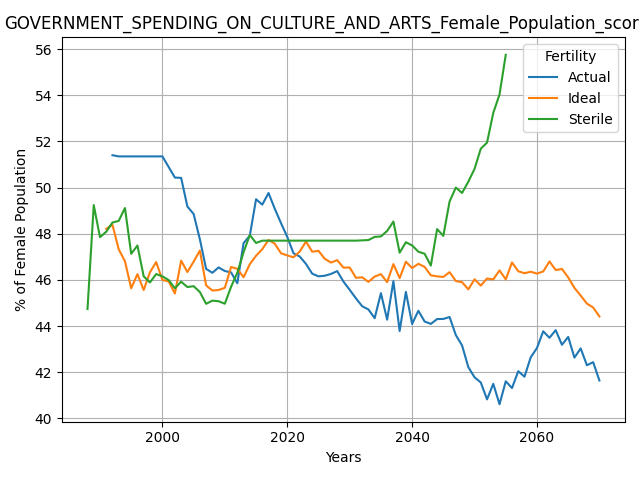 GOVERNMENT_SPENDING_ON_CULTURE_AND_ARTS_Female_Population_scor
56
54
52
50
48
46
44
42
40
% of Female Population
Fertility
Actual
Ideal
Sterile
2000
2020
2040
2060
Years